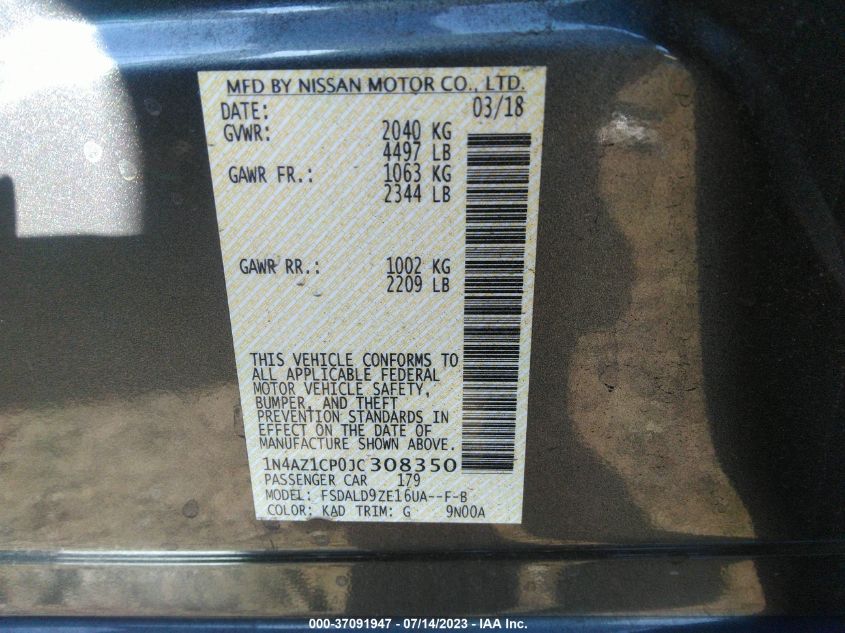 MFD BY NISSAN MOTOR CO., LTD.
DATE: 03/18
GVWR: 2040 KG
4497 LB
GAWR FR.: 1063 KG
2344 LB
GAWR RR.: 1002 KG
2209 LB
THIS VEHICLE CONFORMS TO
ALL APPLICABLE FEDERAL
MOTOR VEHICLE SAFETY,
BUMPER, AND THEFT
PREVENTION STANDARDS IN
EFFECT ON THE DATE OF
MANUFACTURE SHOWN ABOVE.
1N4AZ1CP0JC308350
PASSENGER CAR 179
MODEL: FSDALD9ZE16UA--F-B
COLOR: KAD TRIM: G 9N00A
000-37091947 - 07/14/2023 - IAA Inc.